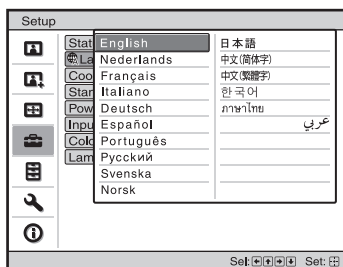 Setup
Stat
La
Coo
Star
Pow
Inpu
Colo
Lam
English
Nederlands
Français
Italiano
Deutsch
Español
Português
Русский
Svenska
Norsk
日本語
中文(简体字)
中文(繁體字)
한국어
ภาษาไทย
عربي
Sel: Set: